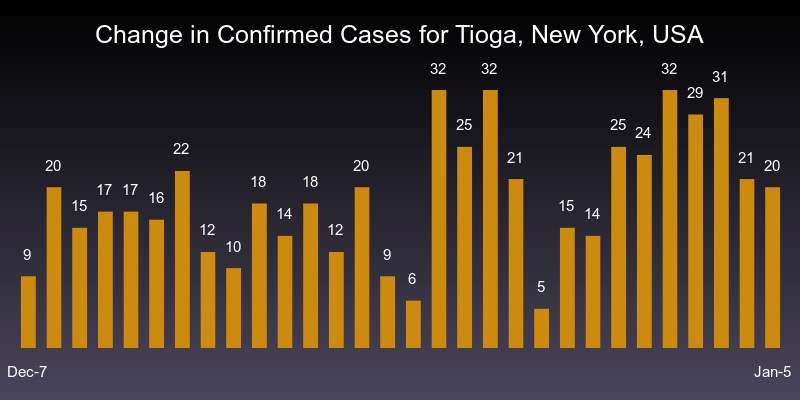 Change in Confirmed Cases for Tioga, New York, USA
9 20 15 17 17 16 22 12 10 18 14 18 12 20 9 6 32 25 32 21 5 15 14 25 24 32 29 31 21 20
Dec-7 Jan-5